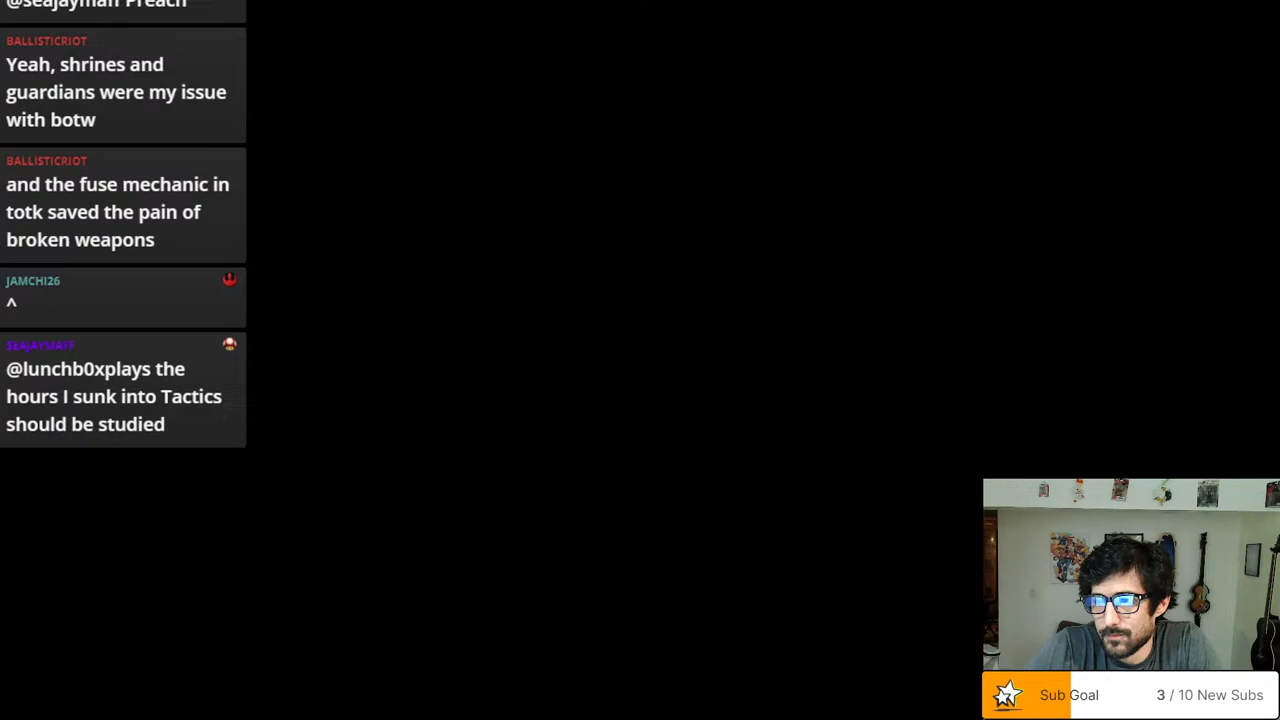 @seajaymaff Preach
BALLISTICRIOT
Yeah, shrines and
guardians were my issue
with botw
BALLISTICRIOT
and the fuse mechanic in
totk saved the pain of
broken weapons
JAMCHI26
^
SEAJAYMAFF
@lunchb0xplays the
hours I sunk into Tactics
should be studied
Sub Goal 3 / 10 New Subs